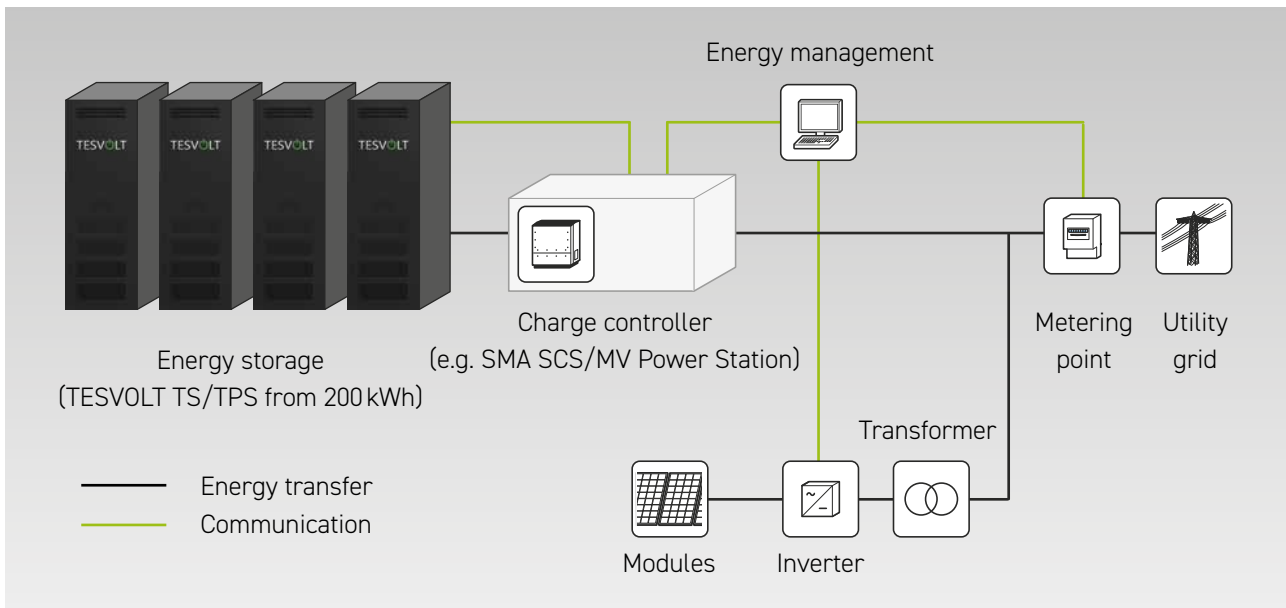 Energy management
TESVOLT TESVOLT TESVOLT TESVOLT
Charge controller
(e.g. SMA SCS/MV Power Station)
Metering
point
Utility
grid
Energy storage
(TESVOLT TS/TPS from 200 kWh)
Transformer
Energy transfer
Communication
Modules
Inverter